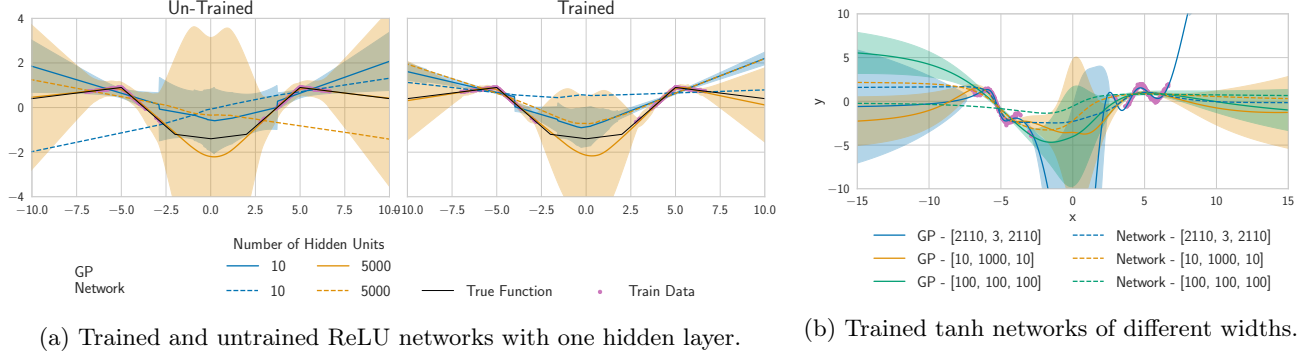 Un-Trained
Trained
4
2
0
−2
−4
−10.0 −7.5 −5.0 −2.5 0.0 2.5 5.0 7.5 10.0
−10.0 −7.5 −5.0 −2.5 0.0 2.5 5.0 7.5 10.0
Number of Hidden Units
GP
10
5000
Network
10
5000
True Function
Train Data
(a) Trained and untrained ReLU networks with one hidden layer.
10
5
0
−5
−10
y
−15 −10 −5 0 5 10 15
x
GP - [2110, 3, 2110]
Network - [2110, 3, 2110]
GP - [10, 1000, 10]
Network - [10, 1000, 10]
GP - [100, 100, 100]
Network - [100, 100, 100]
(b) Trained tanh networks of different widths.